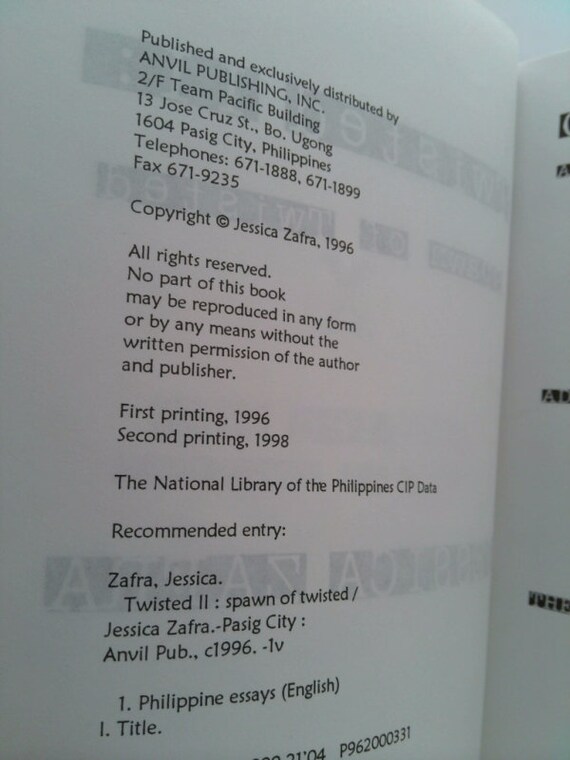 Published and exclusively distributed by
ANVIL PUBLISHING, INC.
2/F Team Pacific Building
13 Jose Cruz St., Bo. Ugong
1604 Pasig City, Philippines
Telephones: 671-1888, 671-1899
Fax 671-9235
Copyright © Jessica Zafra, 1996
All rights reserved.
No part of this book
may be reproduced in any form
or by any means without the
written permission of the author
and publisher.
First printing, 1996
Second printing, 1998
The National Library of the Philippines CIP Data
Recommended entry:
Zafra, Jessica.
Twisted II : spawn of twisted /
Jessica Zafra.-Pasig City :
Anvil Pub., c1996. -1v
1. Philippine essays (English)
I. Title.
21'04 P962000331
THE